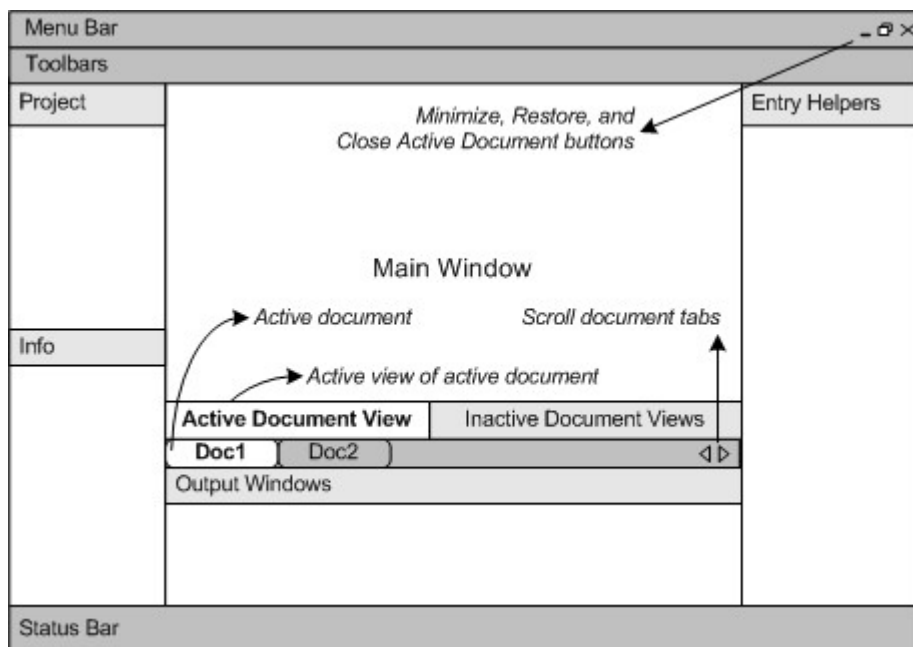 Menu Bar
Toolbars
Project
Entry Helpers
Minimize, Restore, and
Close Active Document buttons
Main Window
Active document
Scroll document tabs
Info
Active view of active document
Active Document View
Inactive Document Views
Doc1
Doc2
Output Windows
Status Bar